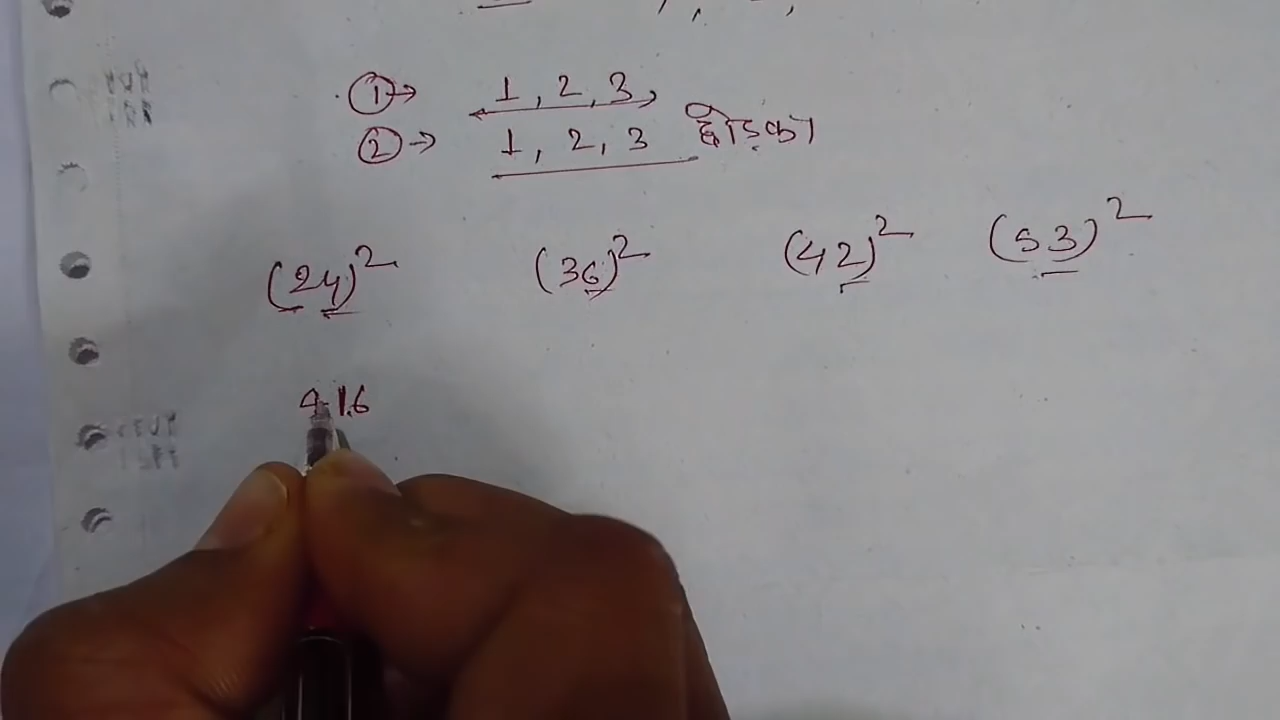 ① → 1, 2, 3,
② → 1, 2, 3 छोडका
(24)² (36)² (42)² (53)²
4 16